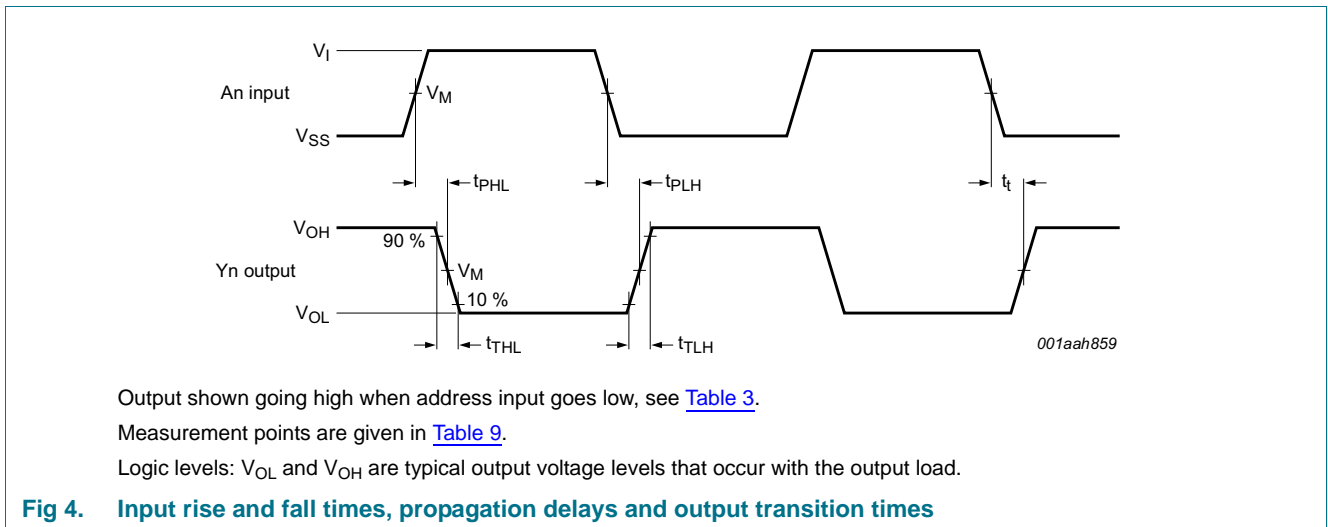 VI
An input
VM
VSS
tPHL
tPLH
tt
VOH
90 %
Yn output
VM
10 %
VOL
tTHL
tTLH
001aah859
Output shown going high when address input goes low, see Table 3.
Measurement points are given in Table 9.
Logic levels: VOL and VOH are typical output voltage levels that occur with the output load.
Fig 4. Input rise and fall times, propagation delays and output transition times